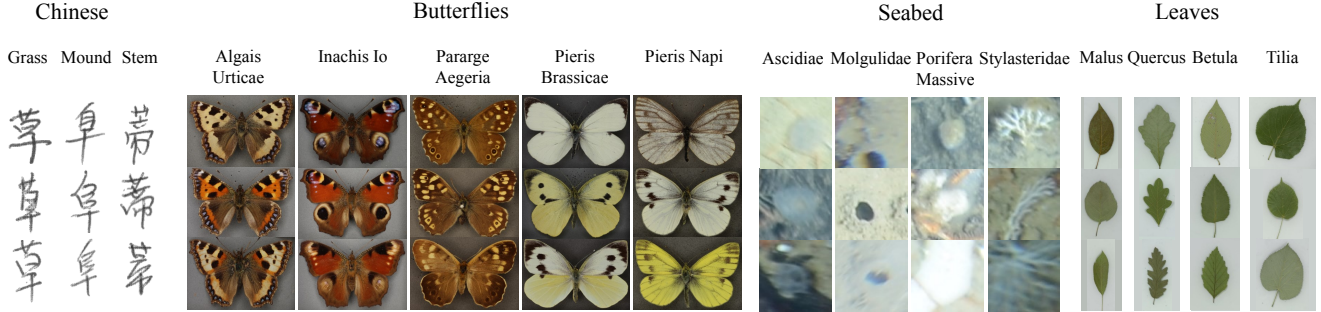 Chinese Butterflies Seabed Leaves
Grass Mound Stem
Algais Urticae
Inachis Io
Pararge Aegeria
Pieris Brassicae
Pieris Napi
Ascidiae Molgulidae Porifera Massive Stylasteridae
Malus Quercus Betula Tilia
草 阜 蒂
草 阜 蒂
草 阜 蒂